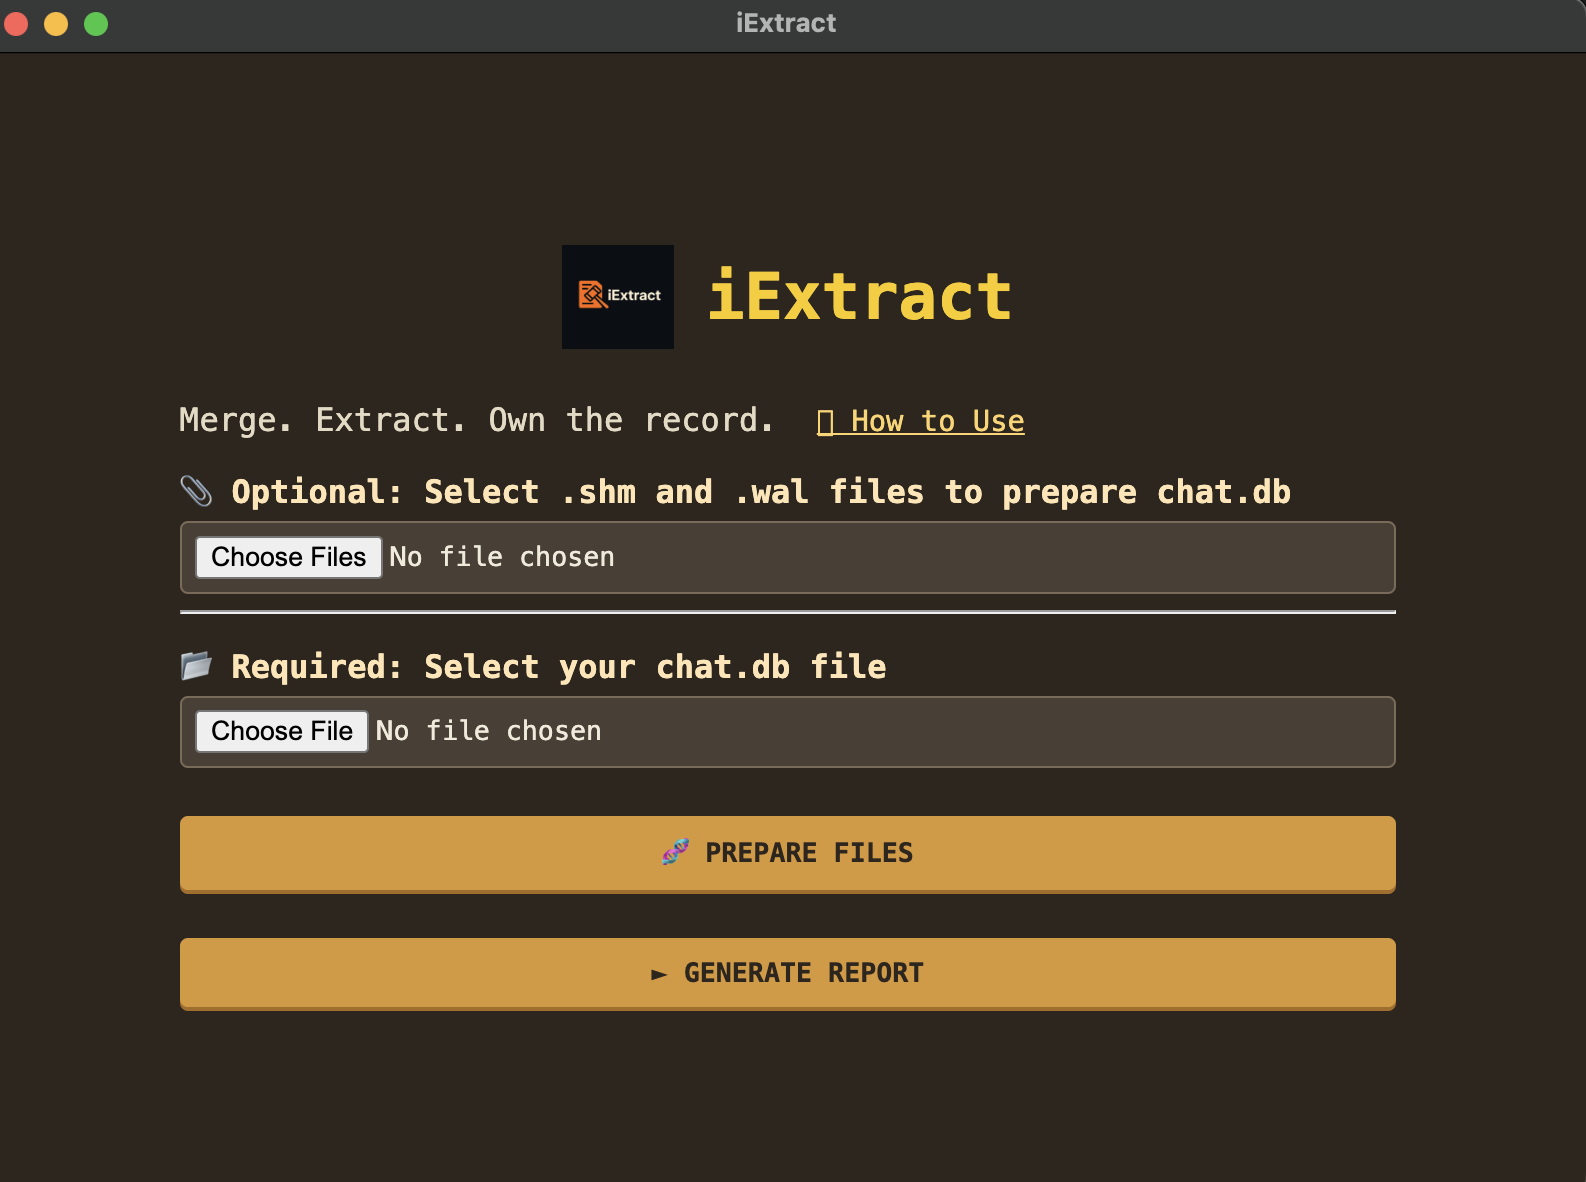 iExtract
iExtract
iExtract
Merge. Extract. Own the record. How to Use
📎 Optional: Select .shm and .wal files to prepare chat.db
Choose Files No file chosen
📂 Required: Select your chat.db file
Choose File No file chosen
🧬 PREPARE FILES
► GENERATE REPORT